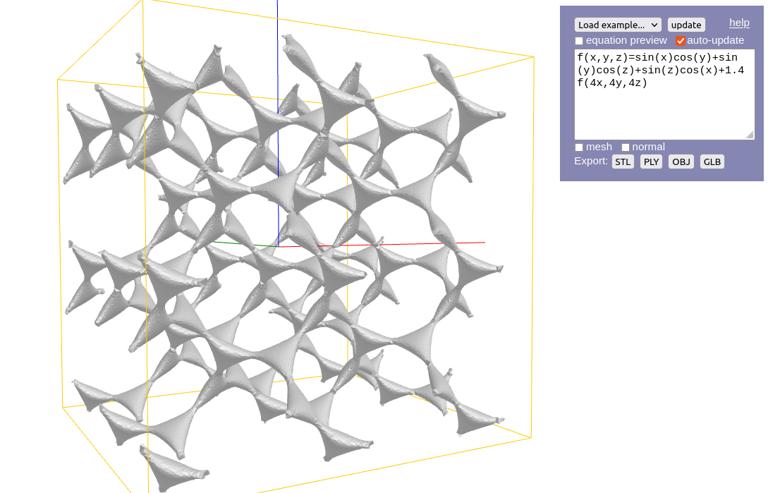 Load example... update help
equation preview auto-update
f(x,y,z)=sin(x)cos(y)+sin
(y)cos(z)+sin(z)cos(x)+1.4
f(4x,4y,4z)
mesh normal
Export: STL PLY OBJ GLB